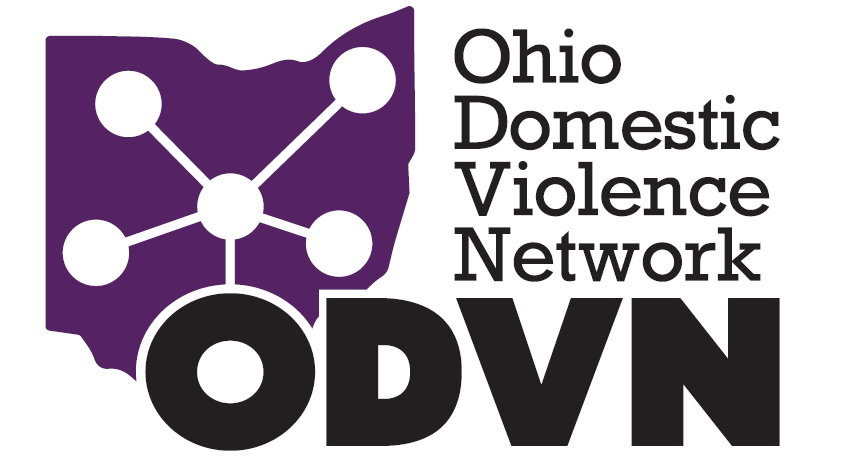 Ohio
Domestic
Violence
Network
ODVN